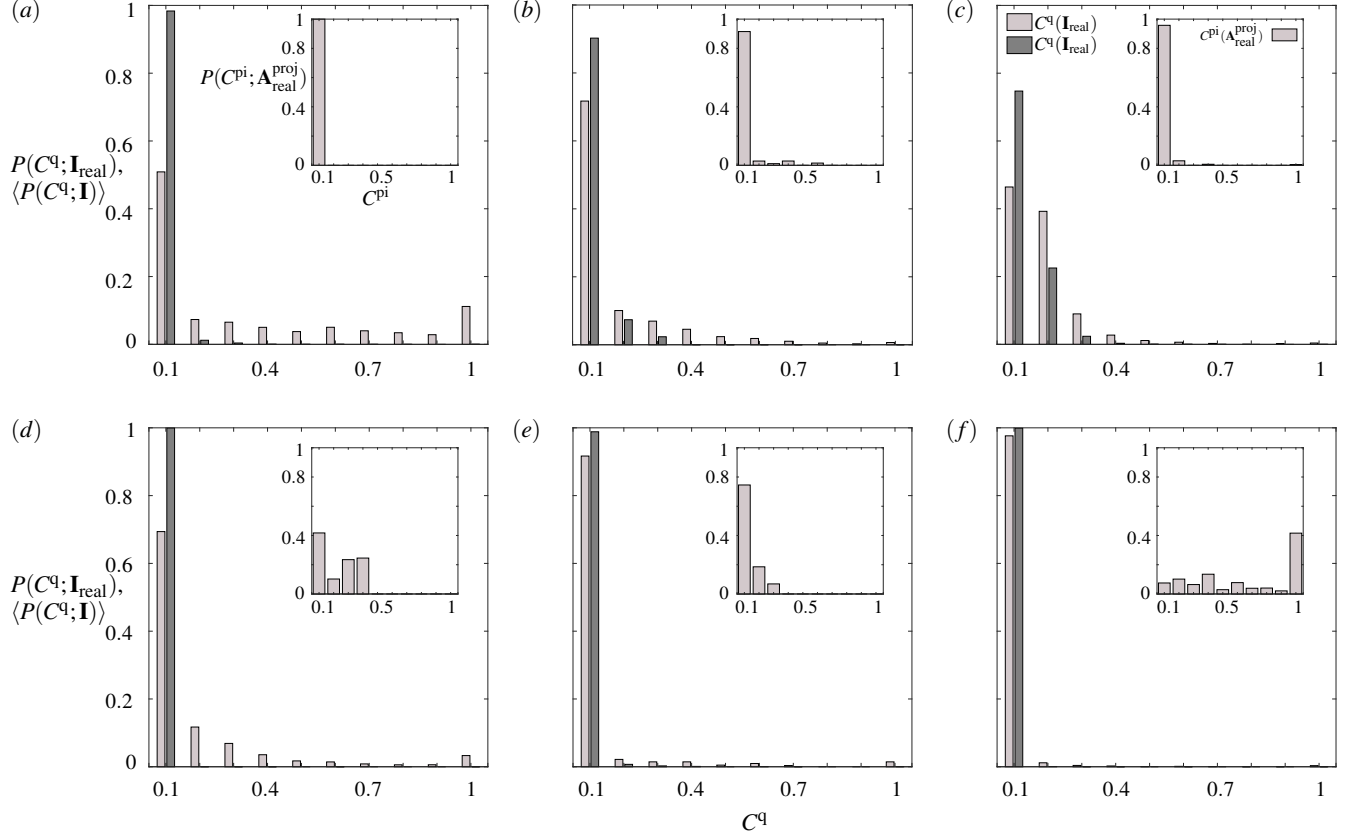 (a)
1
0.8
0.6
0.4
0.2
0
0.1 0.4 0.7 1
P(C^q; I_real),
⟨P(C^q; I)⟩
1
P(C^pi; A_real^proj)
0.4
0
0.1 0.5 1
C^pi
(b)
1
0.8
0.4
0
0.1 0.5 1
0.1 0.4 0.7 1
(c)
C^q(I_real)
C^q(I_real)
C^pi(A_real^proj)
1
0.8
0.4
0
0.1 0.5 1
0.1 0.4 0.7 1
(d)
1
0.8
0.6
0.4
0.2
0
0.1 0.4 0.7 1
P(C^q; I_real),
⟨P(C^q; I)⟩
1
0.8
0.4
0
0.1 0.5 1
(e)
1
0.8
0.4
0
0.1 0.5 1
0.1 0.4 0.7 1
C^q
(f)
1
0.8
0.4
0
0.1 0.5 1
0.1 0.4 0.7 1